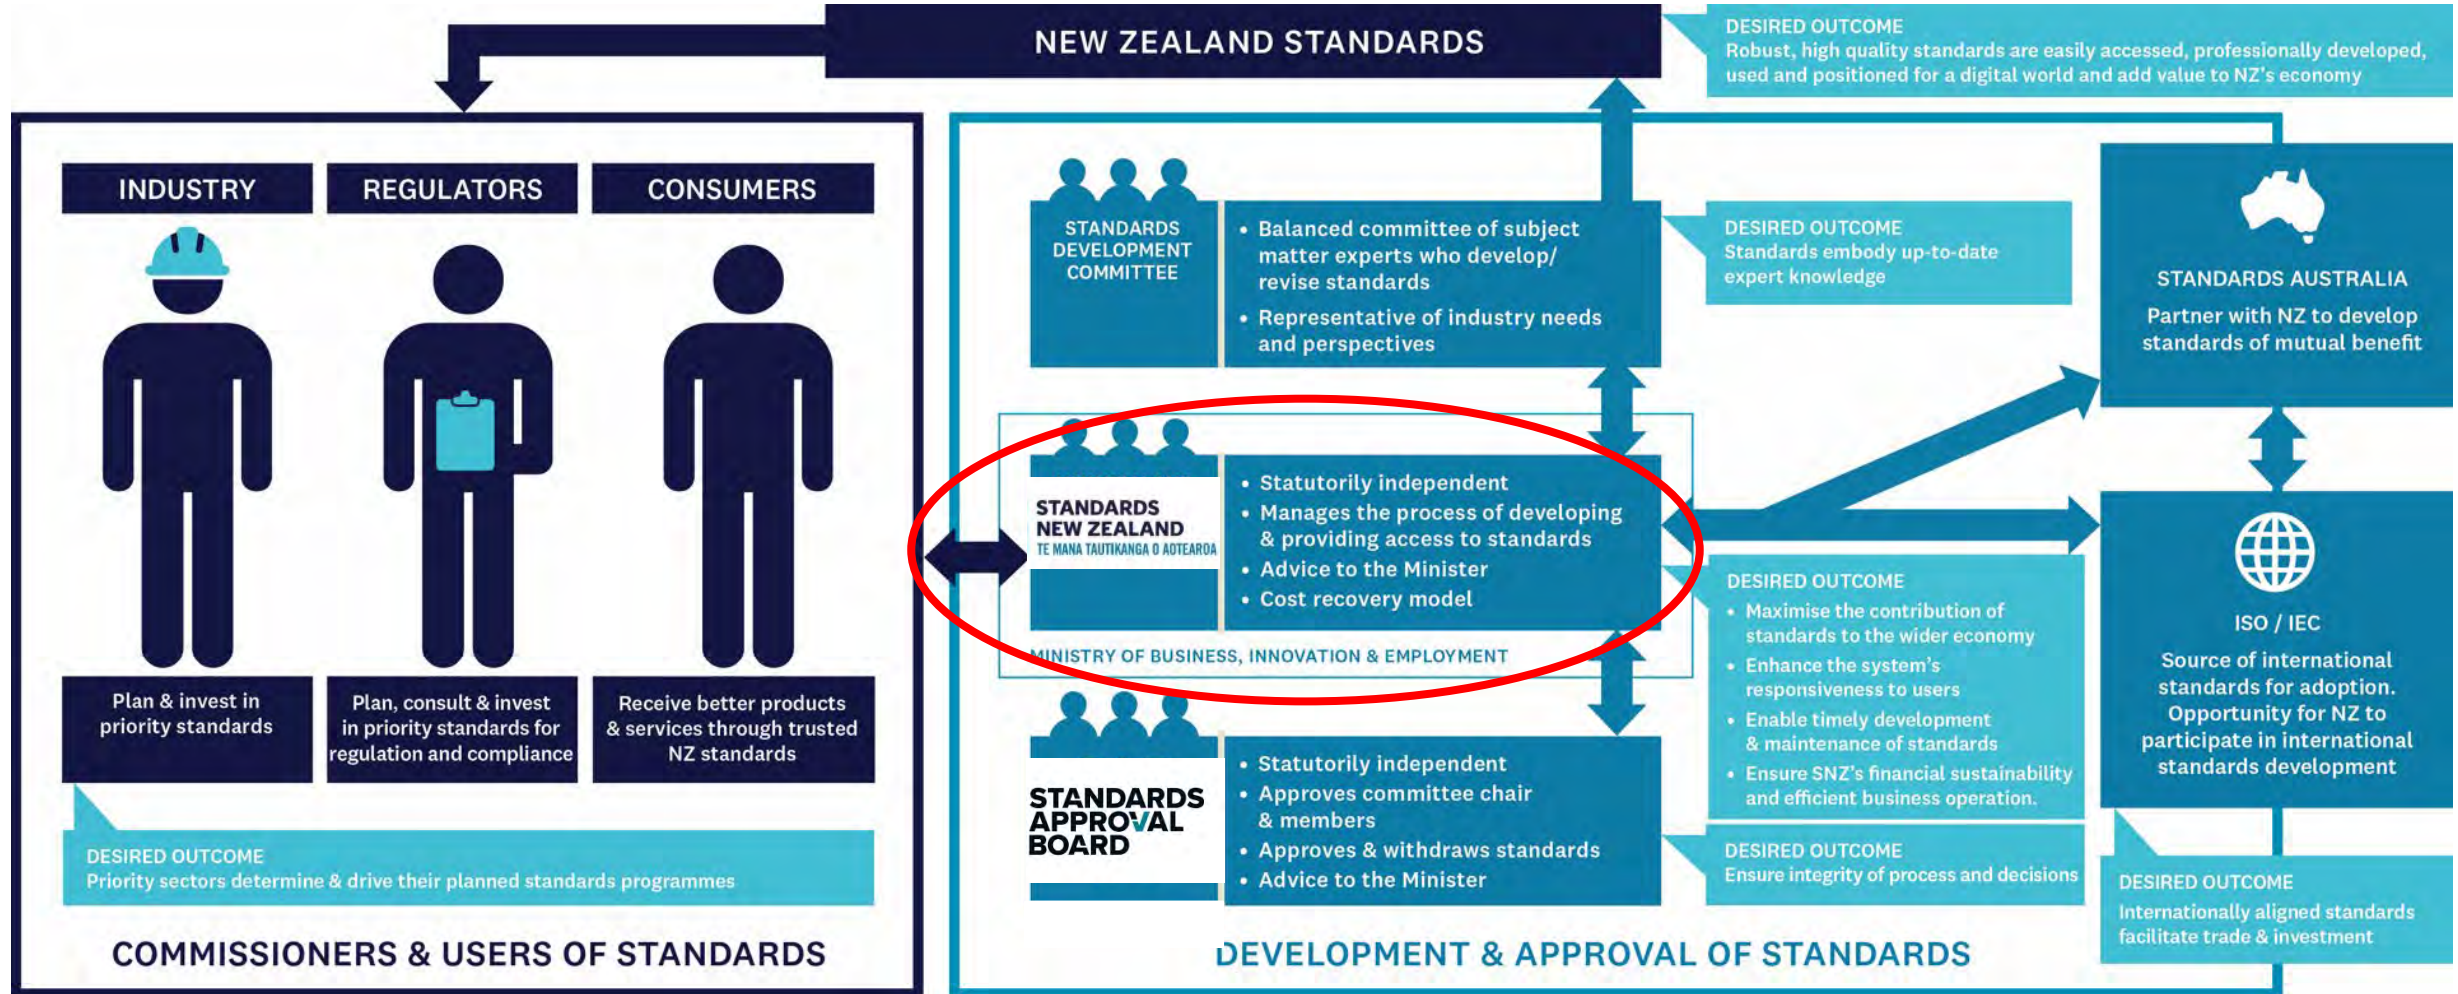 NEW ZEALAND STANDARDS
DESIRED OUTCOME
Robust, high quality standards are easily accessed, professionally developed,
used and positioned for a digital world and add value to NZ's economy
INDUSTRY
REGULATORS
CONSUMERS
Plan & invest in
priority standards
Plan, consult & invest
in priority standards for
regulation and compliance
Receive better products
& services through trusted
NZ standards
DESIRED OUTCOME
Priority sectors determine & drive their planned standards programmes
COMMISSIONERS & USERS OF STANDARDS
STANDARDS
DEVELOPMENT
COMMITTEE
• Balanced committee of subject
matter experts who develop/
revise standards
• Representative of industry needs
and perspectives
DESIRED OUTCOME
Standards embody up-to-date
expert knowledge
STANDARDS
NEW ZEALAND
TE MANA TAUTIKANGA O AOTEAROA
• Statutorily independent
• Manages the process of developing
& providing access to standards
• Advice to the Minister
• Cost recovery model
MINISTRY OF BUSINESS, INNOVATION & EMPLOYMENT
DESIRED OUTCOME
• Maximise the contribution of
standards to the wider economy
• Enhance the system's
responsiveness to users
• Enable timely development
& maintenance of standards
• Ensure SNZ's financial sustainability
and efficient business operation.
STANDARDS
APPROVAL
BOARD
• Statutorily independent
• Approves committee chair
& members
• Approves & withdraws standards
• Advice to the Minister
DESIRED OUTCOME
Ensure integrity of process and decisions
STANDARDS AUSTRALIA
Partner with NZ to develop
standards of mutual benefit
ISO / IEC
Source of international
standards for adoption.
Opportunity for NZ to
participate in international
standards development
DESIRED OUTCOME
Internationally aligned standards
facilitate trade & investment
DEVELOPMENT & APPROVAL OF STANDARDS